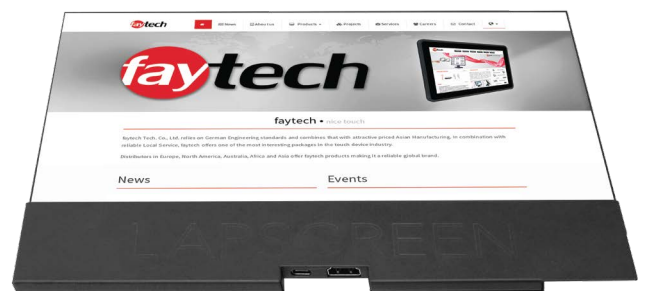 faytech
News About Us Products Projects Services Careers Contact
faytech
faytech • nice touch
faytech Tech. Co., Ltd. relies on German Engineering standards and combines that with attractive priced Asian Manufacturing, in combination with
reliable Local Service, faytech offers one of the most interesting packages in the touch device industry.
Distributors in Europe, North America, Australia, Africa and Asia offer faytech products making it a reliable global brand.
News Events
LAPSCREEN